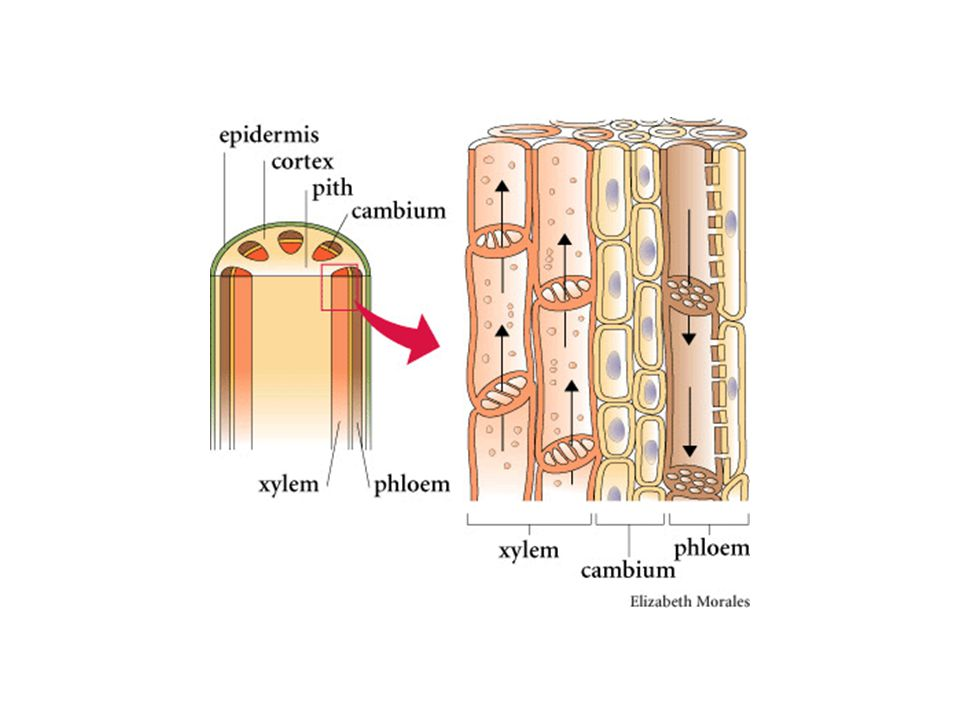 epidermis
cortex
pith
cambium
xylem
phloem
xylem
cambium
phloem
Elizabeth Morales